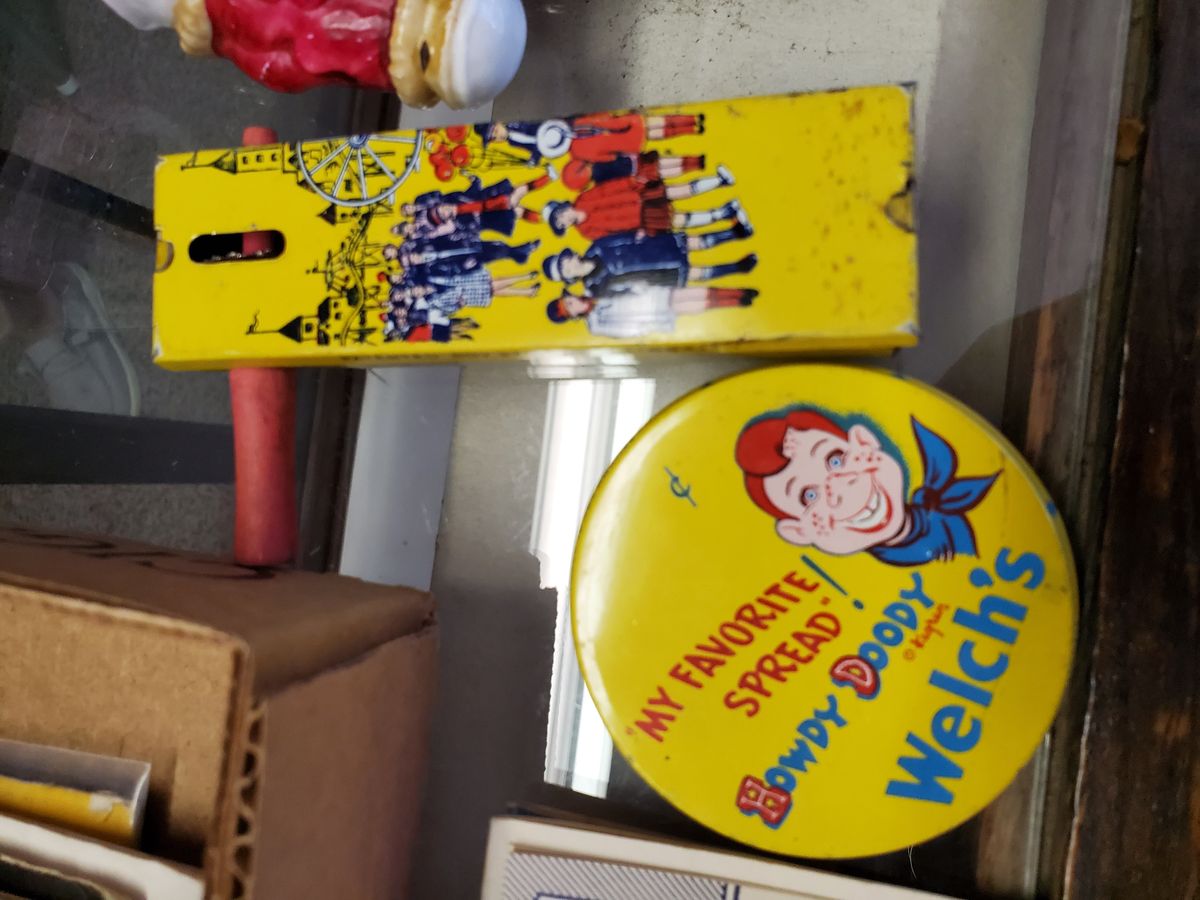 ¢
"MY FAVORITE
SPREAD"!
HOWDY DOODY
© Kagran
Welch's